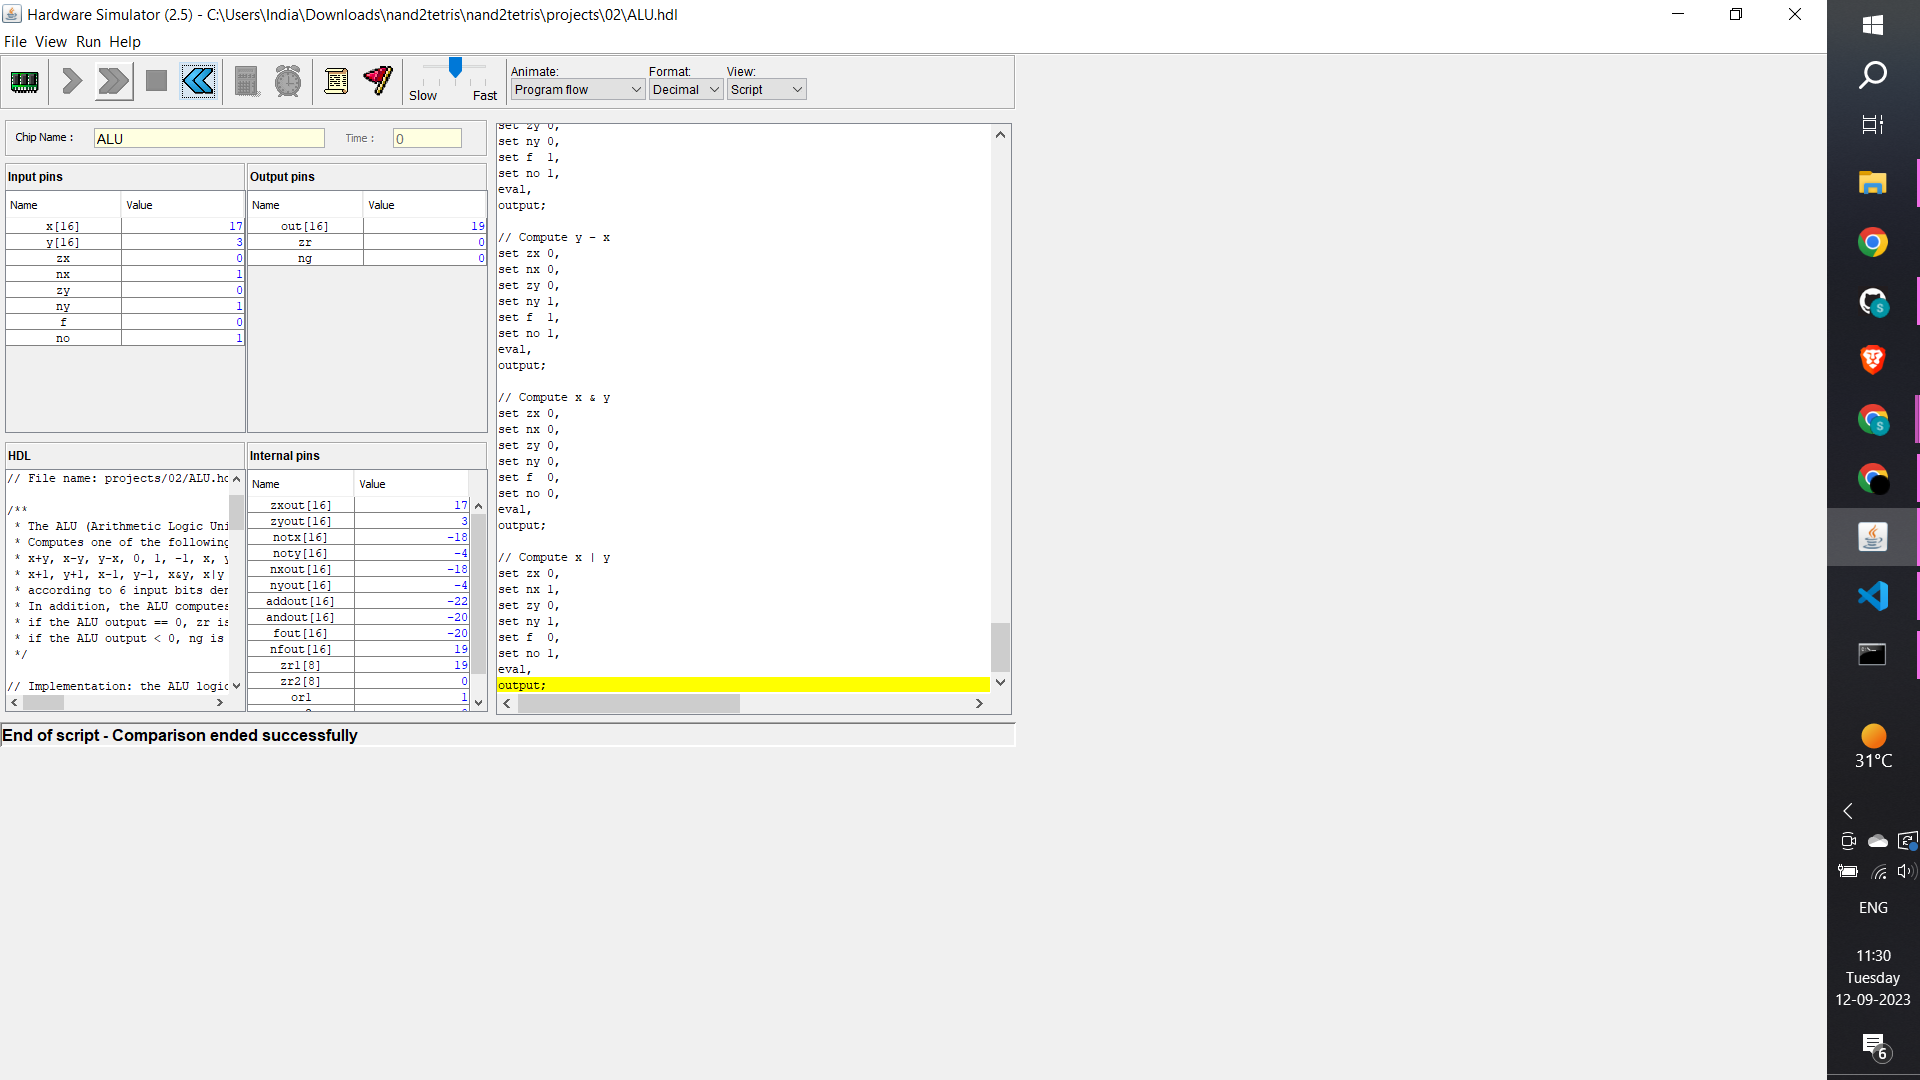 Hardware Simulator (2.5) - C:\Users\India\Downloads\nand2tetris\nand2tetris\projects\02\ALU.hdl
File View Run Help
Slow Fast
Animate: Format: View:
Program flow Decimal Script
Chip Name : ALU Time : 0
Input pins
Name Value
x[16] 17
y[16] 3
zx 0
nx 1
zy 0
ny 1
f 0
no 1
Output pins
Name Value
out[16] 19
zr 0
ng 0
HDL
// File name: projects/02/ALU.hd
/**
* The ALU (Arithmetic Logic Uni
* Computes one of the following
* x+y, x-y, y-x, 0, 1, -1, x, y
* x+1, y+1, x-1, y-1, x&y, x|y
* according to 6 input bits den
* In addition, the ALU computes
* if the ALU output == 0, zr is
* if the ALU output < 0, ng is
*/
// Implementation: the ALU logic
Internal pins
Name Value
zxout[16] 17
zyout[16] 3
notx[16] -18
noty[16] -4
nxout[16] -18
nyout[16] -4
addout[16] -22
andout[16] -20
fout[16] -20
nfout[16] 19
zr1[8] 19
zr2[8] 0
or1 1
set zy 0,
set ny 0,
set f  1,
set no 1,
eval,
output;
// Compute y - x
set zx 0,
set nx 0,
set zy 0,
set ny 1,
set f  1,
set no 1,
eval,
output;
// Compute x & y
set zx 0,
set nx 0,
set zy 0,
set ny 0,
set f  0,
set no 0,
eval,
output;
// Compute x | y
set zx 0,
set nx 1,
set zy 0,
set ny 1,
set f  0,
set no 1,
eval,
output;
End of script - Comparison ended successfully
31°C
ENG
11:30
Tuesday
12-09-2023
6